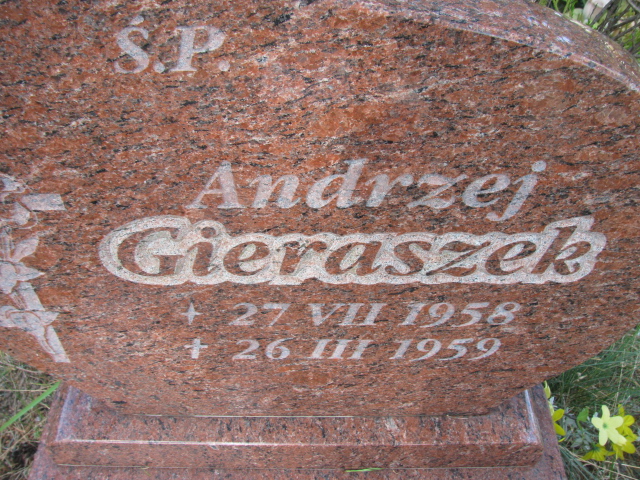 Ś.P.
Andrzej
Gieraszek
27 VII 1958
+ 26 III 1959